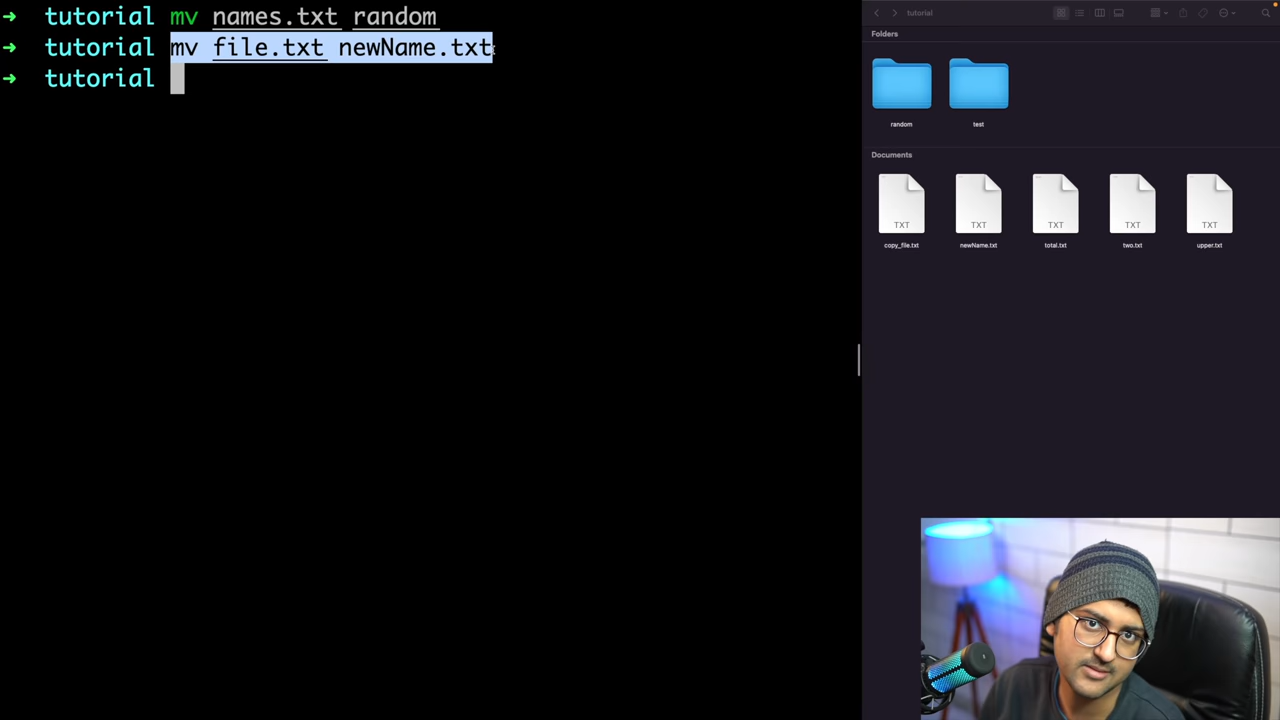 → tutorial mv names.txt random
→ tutorial mv file.txt newName.txt
→ tutorial
tutorial
Folders
random
test
Documents
TXT
TXT
TXT
TXT
TXT
copy_file.txt
newName.txt
total.txt
two.txt
upper.txt